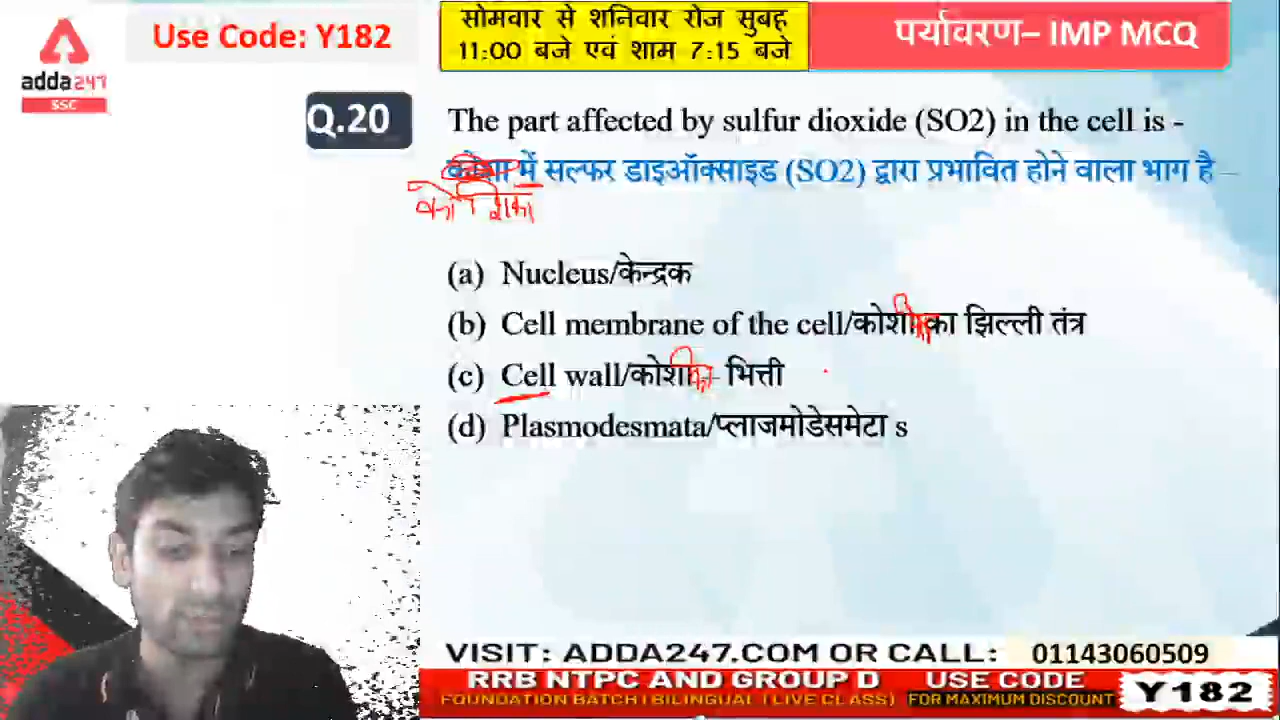 Use Code: Y182
सोमवार से शनिवार रोज सुबह
11:00 बजे एवं शाम 7:15 बजे
पर्यावरण– IMP MCQ
adda247
SSC
Q.20
The part affected by sulfur dioxide (SO2) in the cell is -
कोशा में सल्फर डाइऑक्साइड (SO2) द्वारा प्रभावित होने वाला भाग है –
कोशिका
(a) Nucleus/केन्द्रक
(b) Cell membrane of the cell/कोशीका झिल्ली तंत्र
(c) Cell wall/कोशीका भित्ती
(d) Plasmodesmata/प्लाजमोडेसमेटा s
VISIT: ADDA247.COM OR CALL: 01143060509
RRB NTPC AND GROUP D
FOUNDATION BATCH | BILINGUAL (LIVE CLASS)
USE CODE
FOR MAXIMUM DISCOUNT
Y182